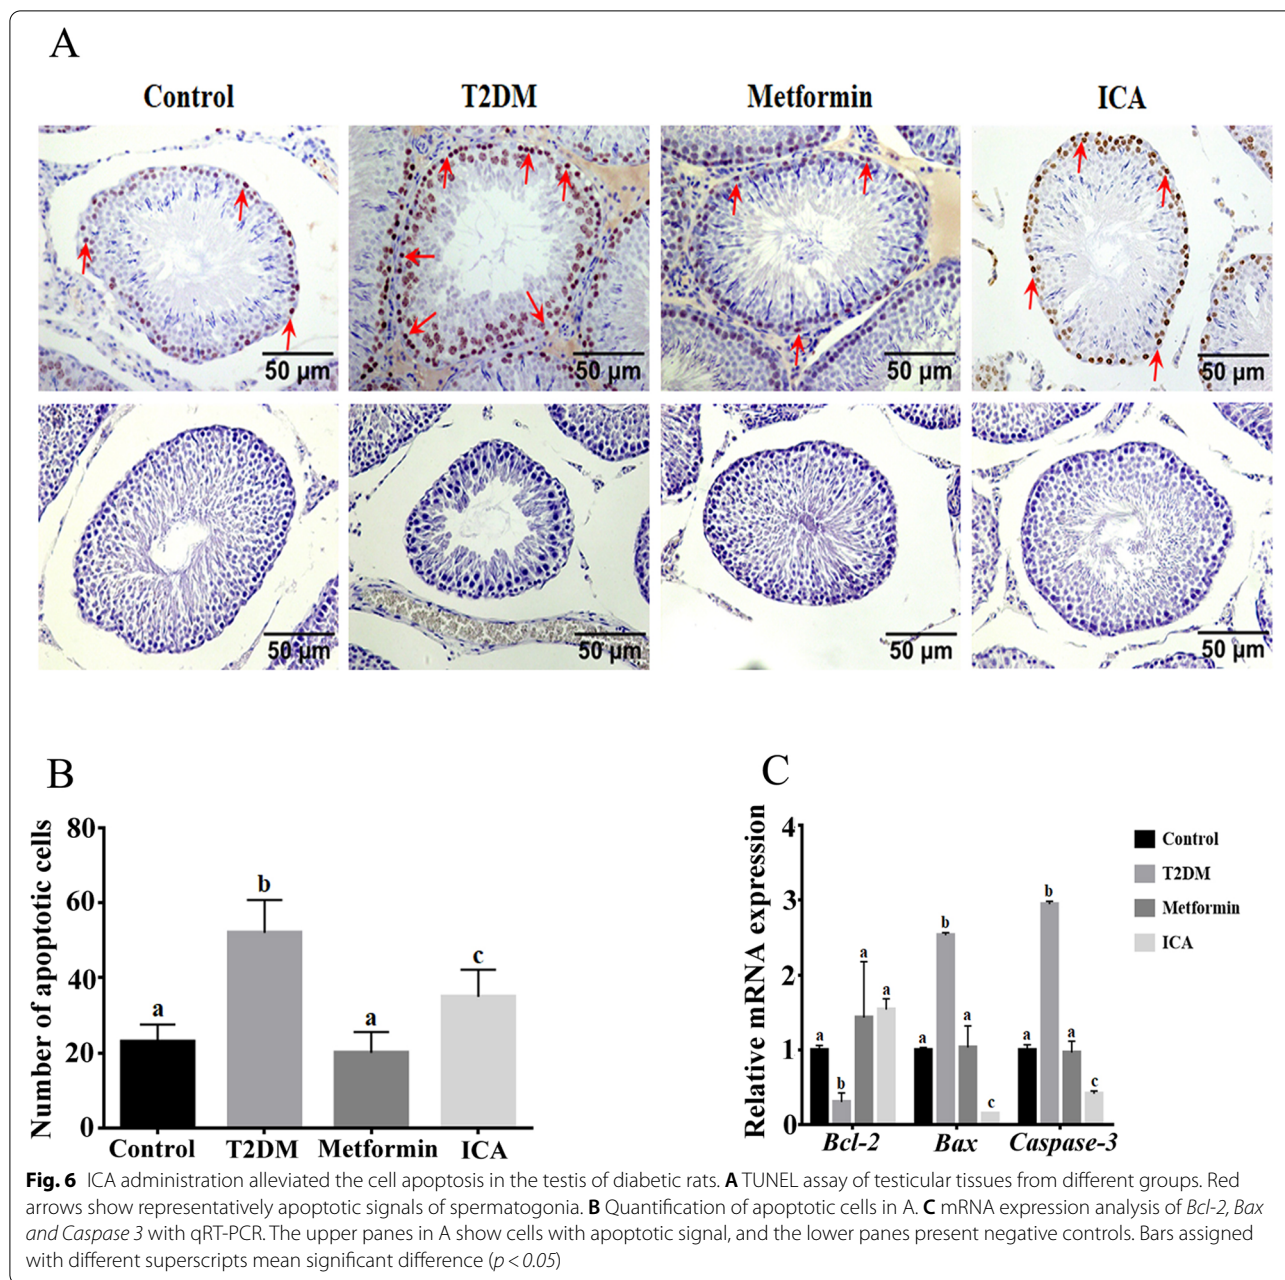 A
Control T2DM Metformin ICA
50 μm 50 μm 50 μm 50 μm
50 μm 50 μm 50 μm 50 μm
B
Number of apoptotic cells
80
60
40
20
0
a b a c
Control T2DM Metformin ICA
C
Relative mRNA expression
4
3
2
1
0
a b a a
a b a c
a b a c
Bcl-2 Bax Caspase-3
Control
T2DM
Metformin
ICA
Fig. 6 ICA administration alleviated the cell apoptosis in the testis of diabetic rats. A TUNEL assay of testicular tissues from different groups. Red
arrows show representatively apoptotic signals of spermatogonia. B Quantification of apoptotic cells in A. C mRNA expression analysis of Bcl-2, Bax
and Caspase 3 with qRT-PCR. The upper panes in A show cells with apoptotic signal, and the lower panes present negative controls. Bars assigned
with different superscripts mean significant difference (p < 0.05)